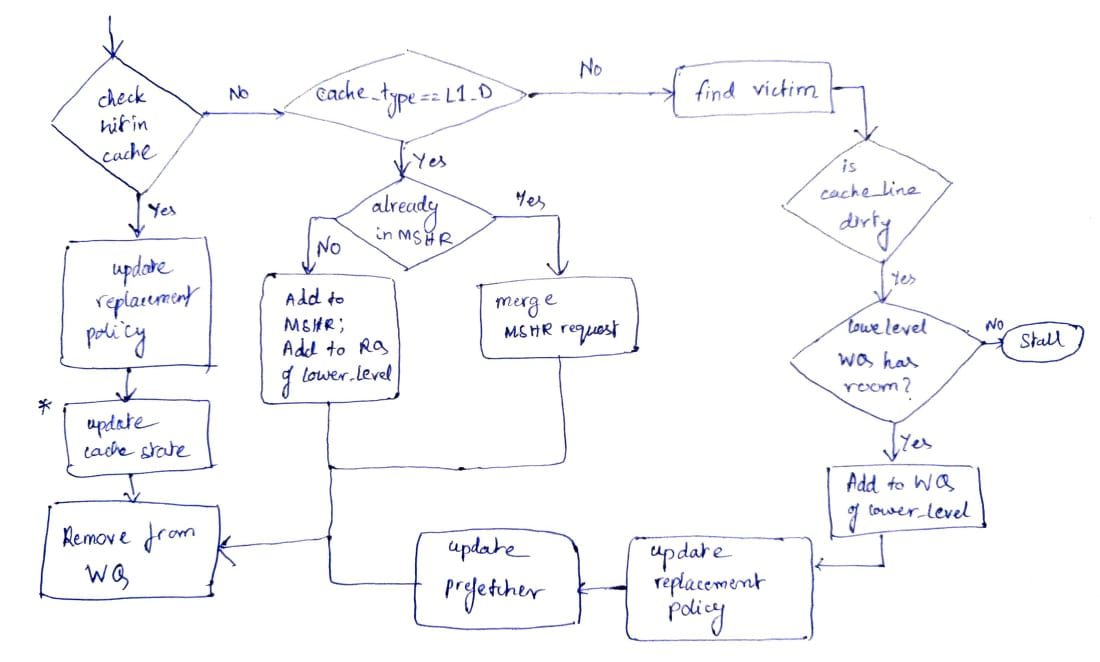 check
hit in
cache
No
cache_type==L1_D
No
find victim
Yes
already
in MSHR
Yes
No
is
cache_line
dirty
Yes
update
replacement
policy
Add to
MSHR;
Add to RQ
of lower_level
merge
MSHR request
Yes
lowelevel
WQ has
room?
No
Stall
*
update
cache state
Yes
Add to WQ
of lower_level
Remove from
WQ
update
prefetcher
update
replacement
policy